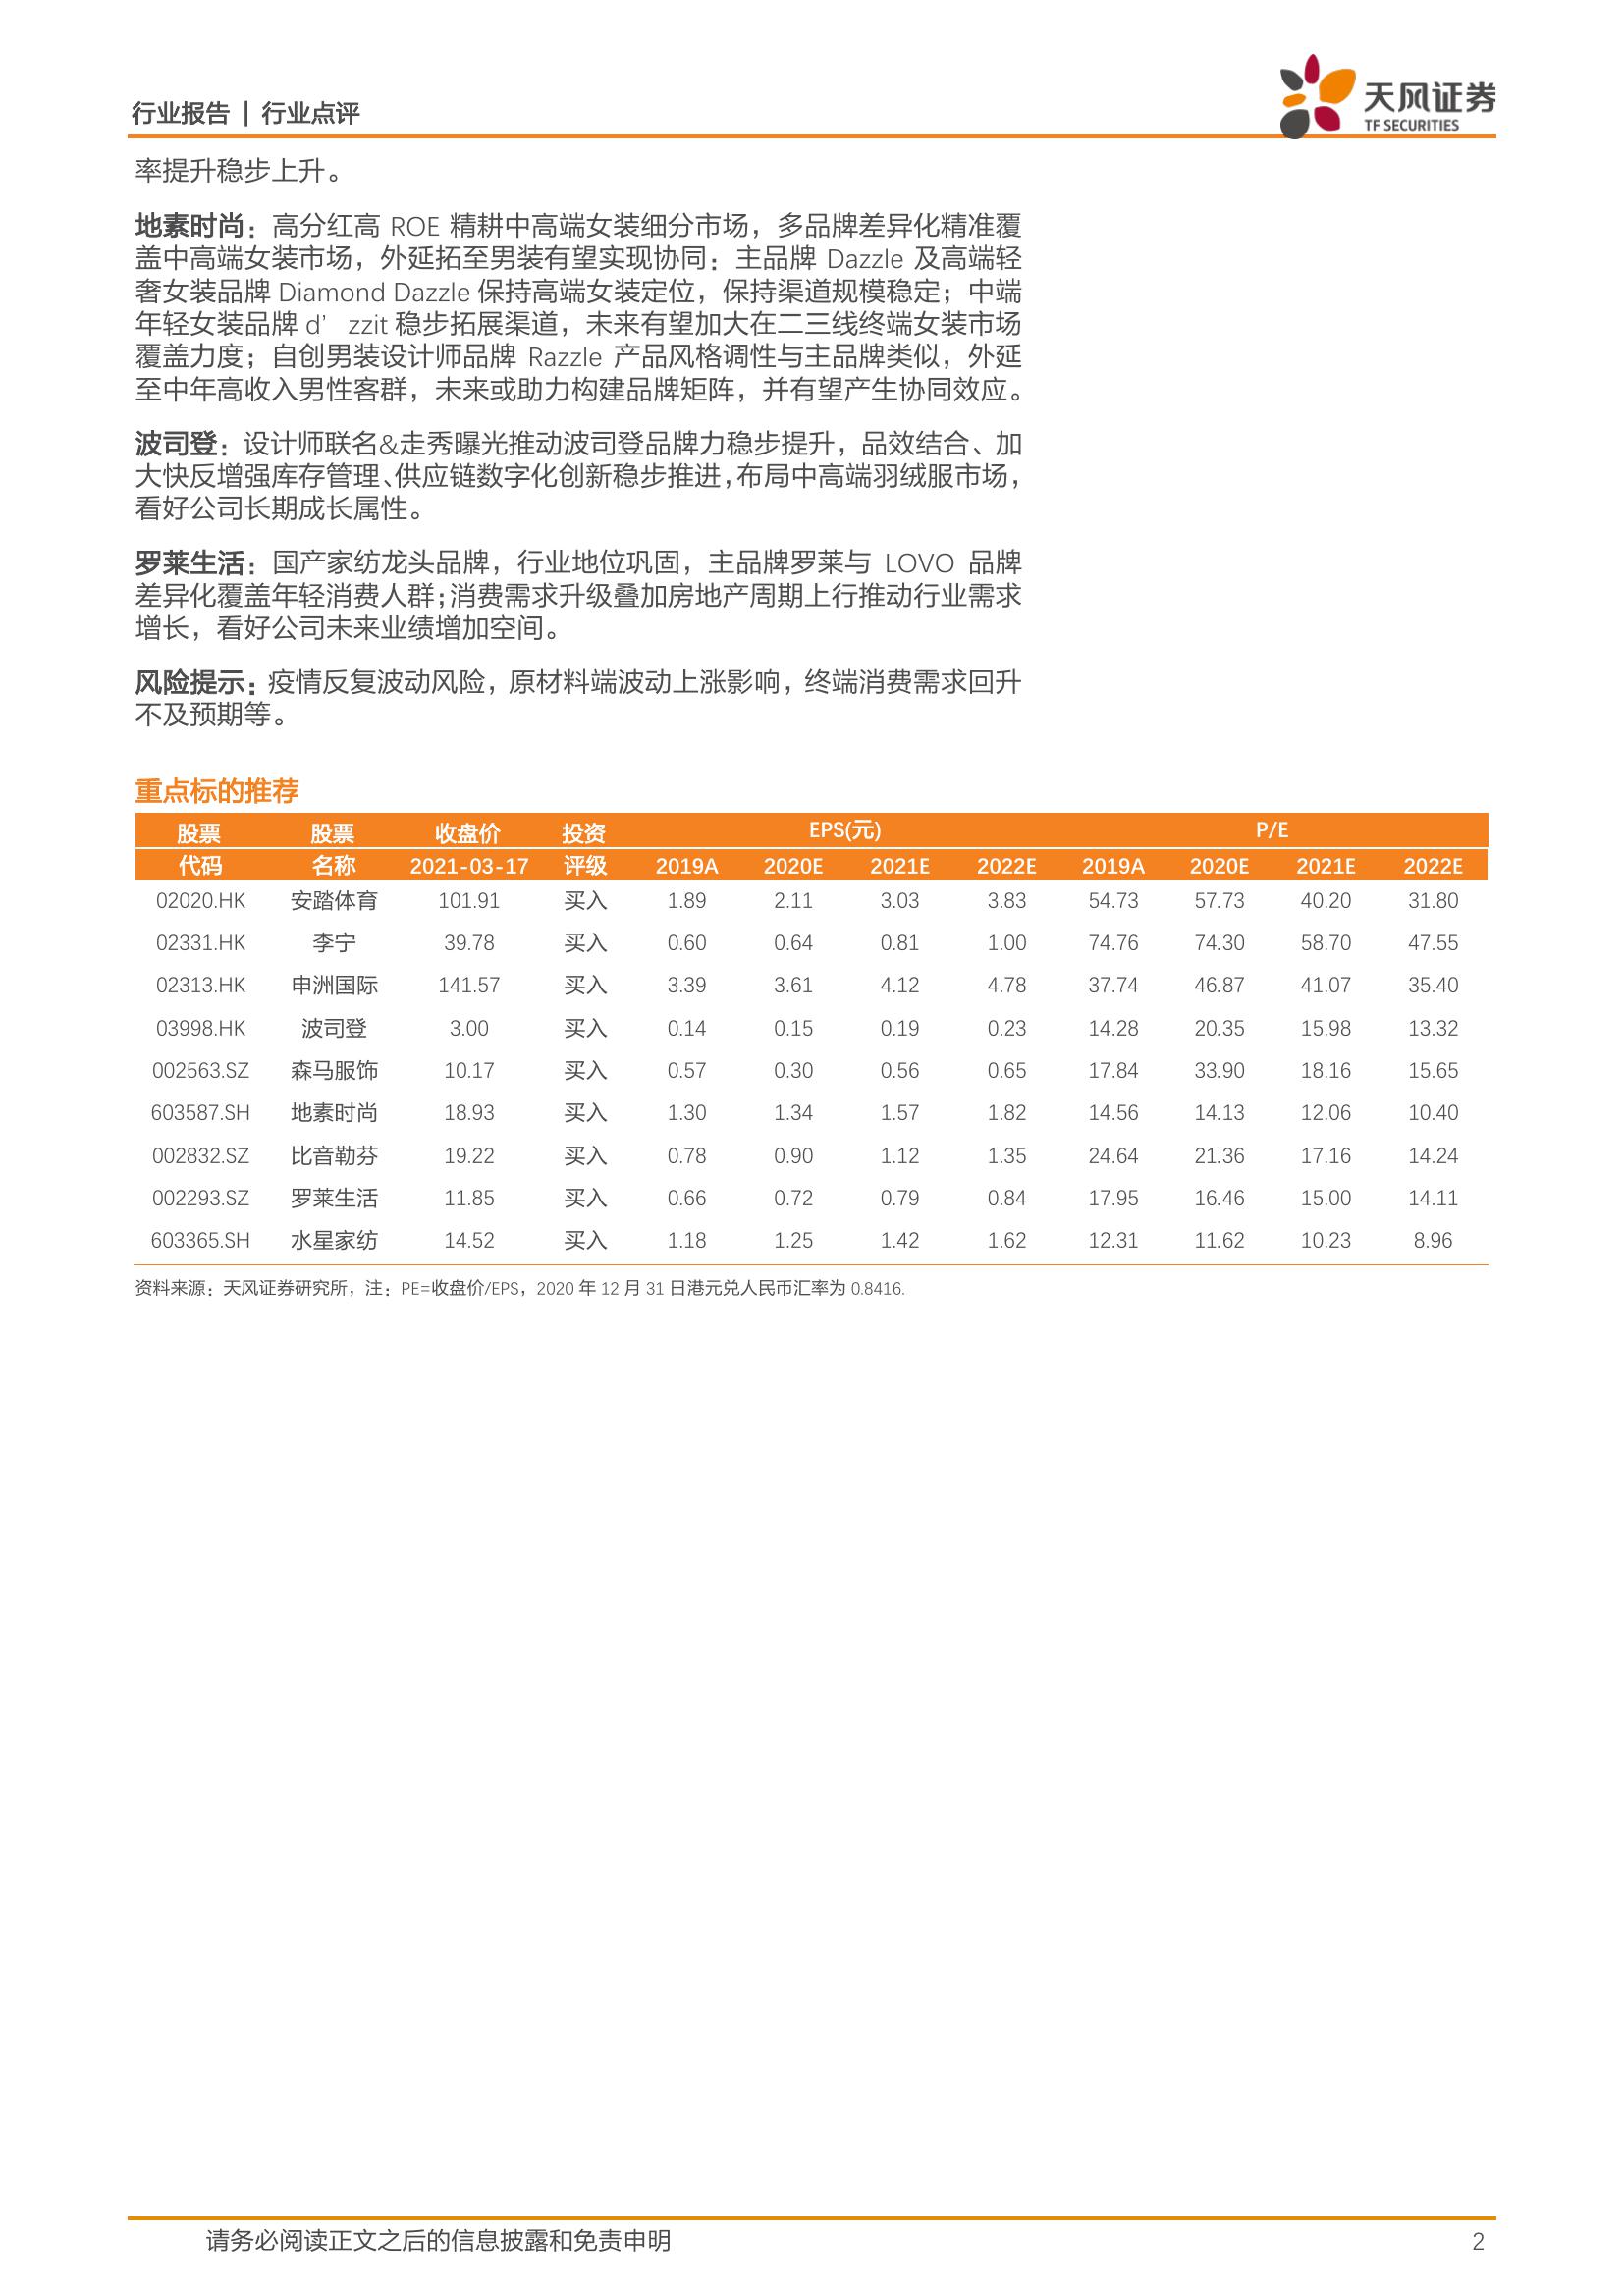 行业报告 | 行业点评
天风证券
TF SECURITIES
率提升稳步上升。
地素时尚：高分红高 ROE 精耕中高端女装细分市场，多品牌差异化精准覆
盖中高端女装市场，外延拓至男装有望实现协同：主品牌 Dazzle 及高端轻
奢女装品牌 Diamond Dazzle 保持高端女装定位，保持渠道规模稳定；中端
年轻女装品牌 d’zzit 稳步拓展渠道，未来有望加大在二三线终端女装市场
覆盖力度；自创男装设计师品牌 Razzle 产品风格调性与主品牌类似，外延
至中年高收入男性客群，未来或助力构建品牌矩阵，并有望产生协同效应。
波司登：设计师联名&走秀曝光推动波司登品牌力稳步提升，品效结合、加
大快反增强库存管理、供应链数字化创新稳步推进，布局中高端羽绒服市场，
看好公司长期成长属性。
罗莱生活：国产家纺龙头品牌，行业地位巩固，主品牌罗莱与 LOVO 品牌
差异化覆盖年轻消费人群；消费需求升级叠加房地产周期上行推动行业需求
增长，看好公司未来业绩增加空间。
风险提示：疫情反复波动风险，原材料端波动上涨影响，终端消费需求回升
不及预期等。
重点标的推荐
股票 股票 收盘价 投资 EPS(元) P/E
代码 名称 2021-03-17 评级 2019A 2020E 2021E 2022E 2019A 2020E 2021E 2022E
02020.HK 安踏体育 101.91 买入 1.89 2.11 3.03 3.83 54.73 57.73 40.20 31.80
02331.HK 李宁 39.78 买入 0.60 0.64 0.81 1.00 74.76 74.30 58.70 47.55
02313.HK 申洲国际 141.57 买入 3.39 3.61 4.12 4.78 37.74 46.87 41.07 35.40
03998.HK 波司登 3.00 买入 0.14 0.15 0.19 0.23 14.28 20.35 15.98 13.32
002563.SZ 森马服饰 10.17 买入 0.57 0.30 0.56 0.65 17.84 33.90 18.16 15.65
603587.SH 地素时尚 18.93 买入 1.30 1.34 1.57 1.82 14.56 14.13 12.06 10.40
002832.SZ 比音勒芬 19.22 买入 0.78 0.90 1.12 1.35 24.64 21.36 17.16 14.24
002293.SZ 罗莱生活 11.85 买入 0.66 0.72 0.79 0.84 17.95 16.46 15.00 14.11
603365.SH 水星家纺 14.52 买入 1.18 1.25 1.42 1.62 12.31 11.62 10.23 8.96
资料来源：天风证券研究所，注：PE=收盘价/EPS，2020 年 12 月 31 日港元兑人民币汇率为 0.8416.
请务必阅读正文之后的信息披露和免责申明 2